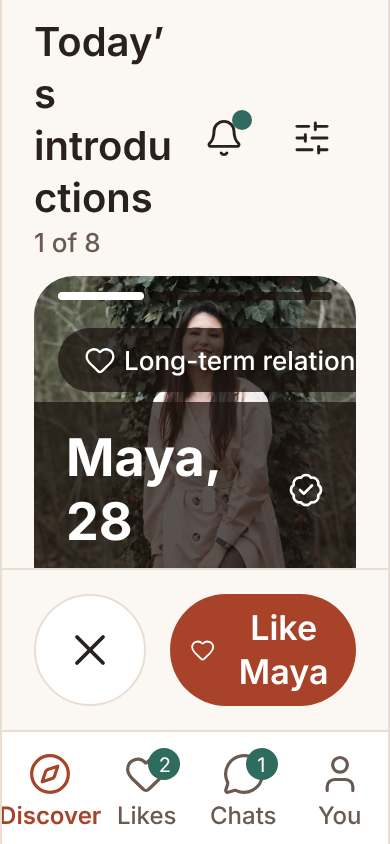 Today’
s
introdu
ctions
1 of 8
Long-term relation
Maya,
28
Like
Maya
2
1
Discover
Likes
Chats
You